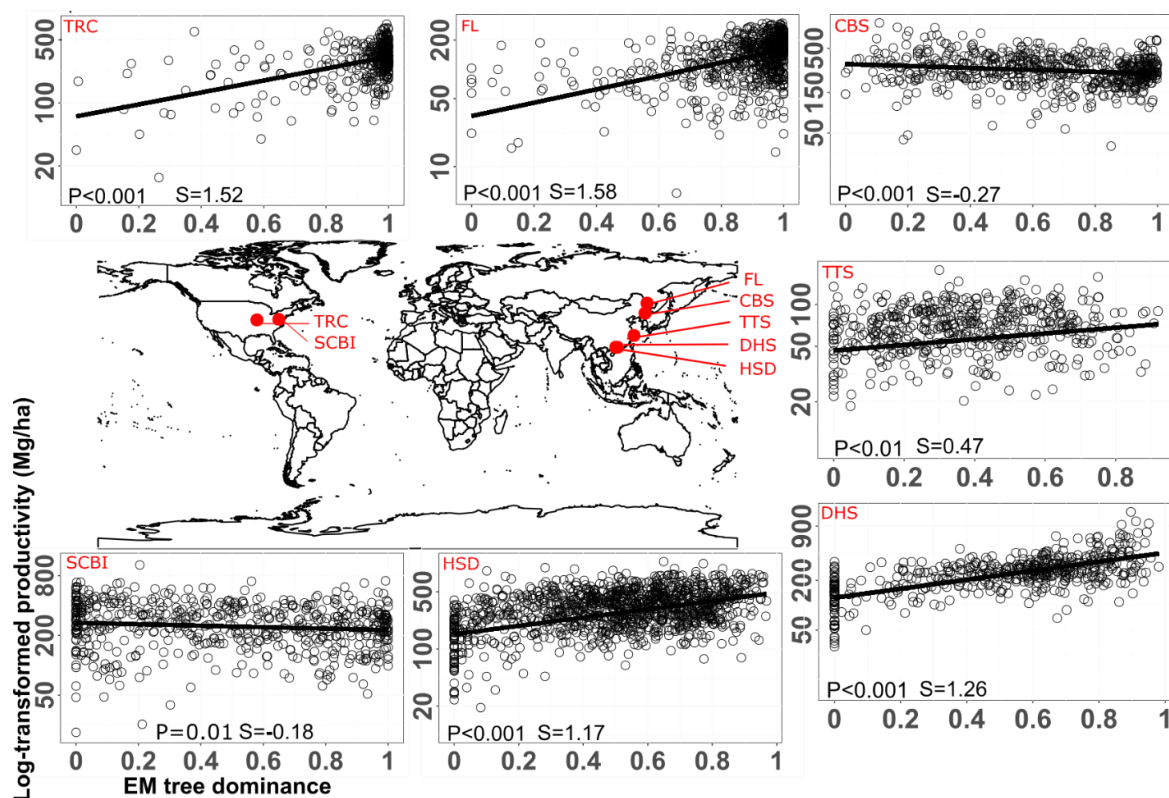 TRC
500
100
20
P<0.001 S=1.52
0 0.2 0.4 0.6 0.8 1
FL
200
50
10
P<0.001 S=1.58
0 0.2 0.4 0.6 0.8 1
CBS
500
150
50
P<0.001 S=-0.27
0 0.2 0.4 0.6 0.8 1
TRC
SCBI
FL
CBS
TTS
DHS
HSD
TTS
100
50
20
P<0.01 S=0.47
0 0.2 0.4 0.6 0.8
Log-transformed productivity (Mg/ha)
SCBI
800
200
50
P=0.01 S=-0.18
0 0.2 0.4 0.6 0.8 1
EM tree dominance
HSD
500
100
20
P<0.001 S=1.17
0 0.2 0.4 0.6 0.8 1
DHS
900
200
50
P<0.001 S=1.26
0 0.2 0.4 0.6 0.8 1